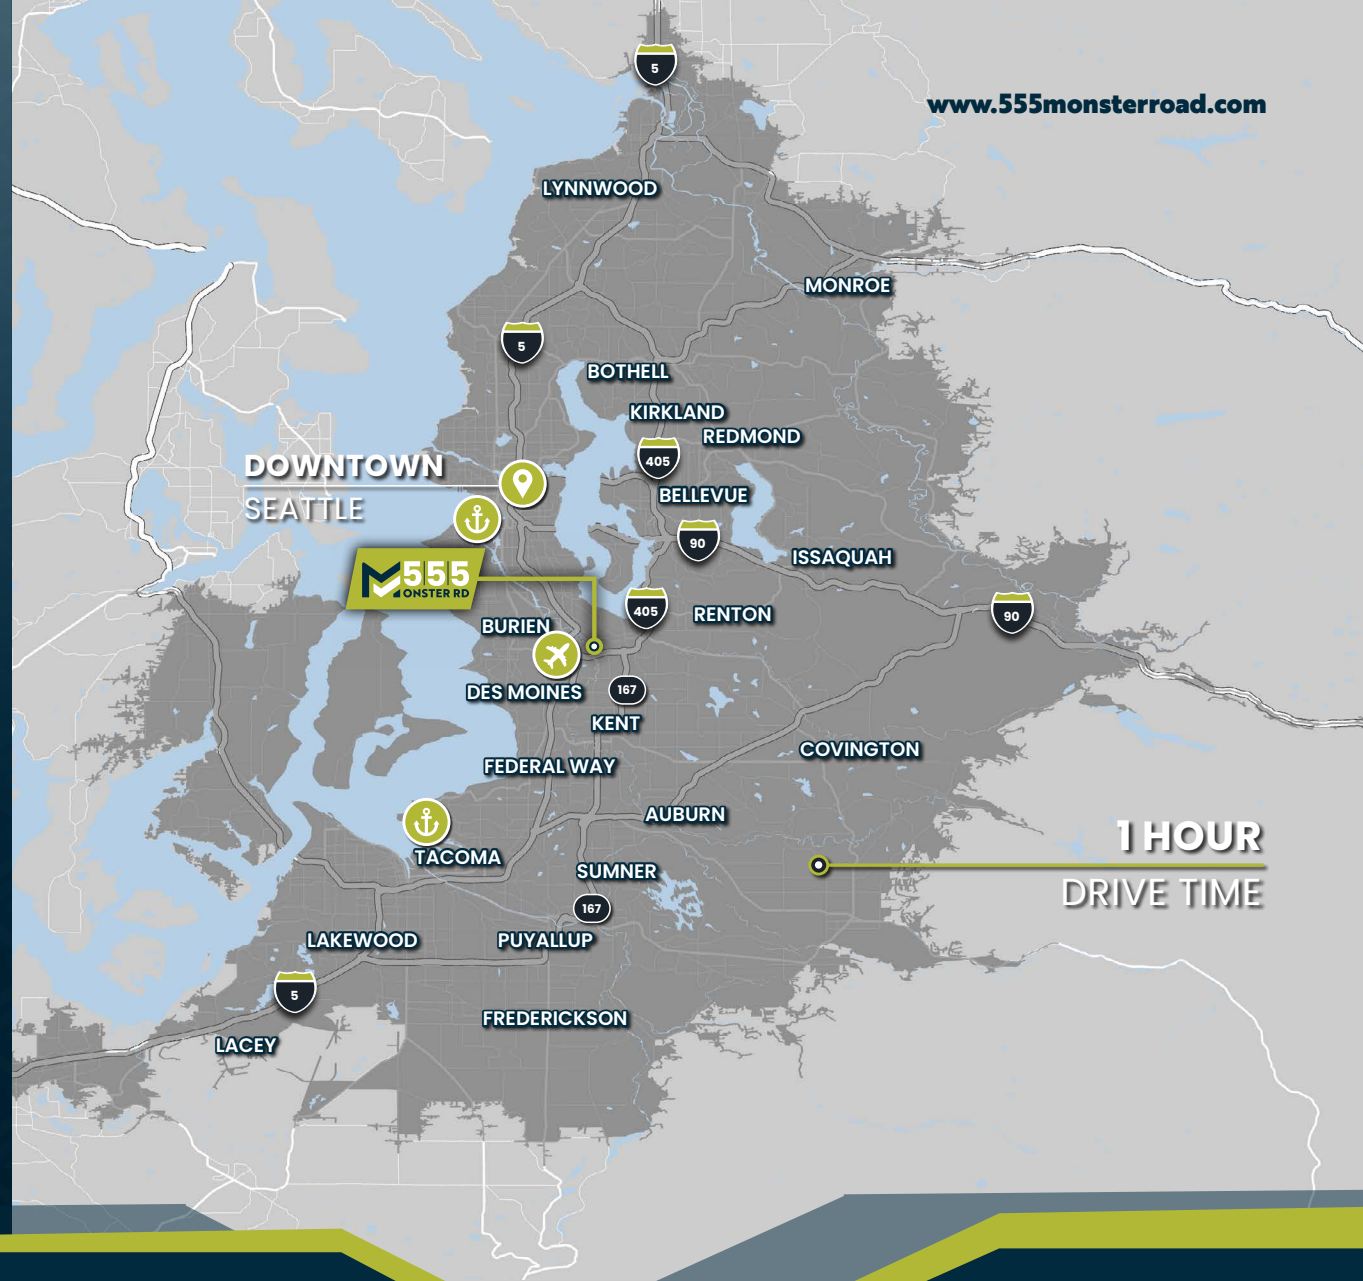 5
www.555monsterroad.com
LYNNWOOD
MONROE
5
BOTHELL
KIRKLAND
REDMOND
405
DOWNTOWN
SEATTLE
BELLEVUE
90
ISSAQUAH
M555
ONSTER RD
405
90
RENTON
BURIEN
DES MOINES
167
KENT
COVINGTON
FEDERAL WAY
AUBURN
1 HOUR
DRIVE TIME
TACOMA
SUMNER
167
LAKEWOOD
PUYALLUP
5
FREDERICKSON
LACEY